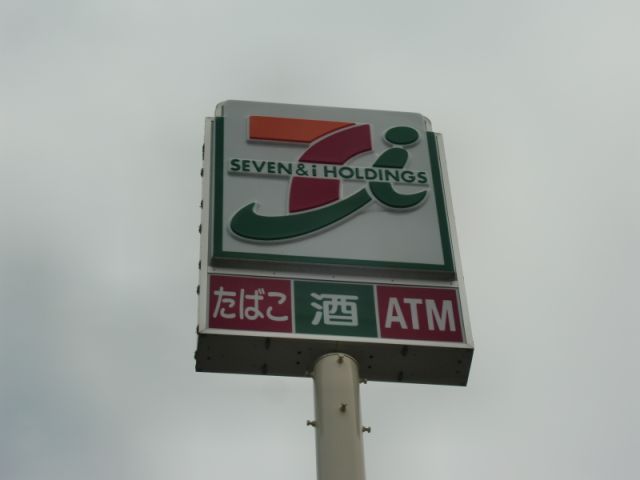 SEVEN & i HOLDINGS
たばこ 酒 ATM